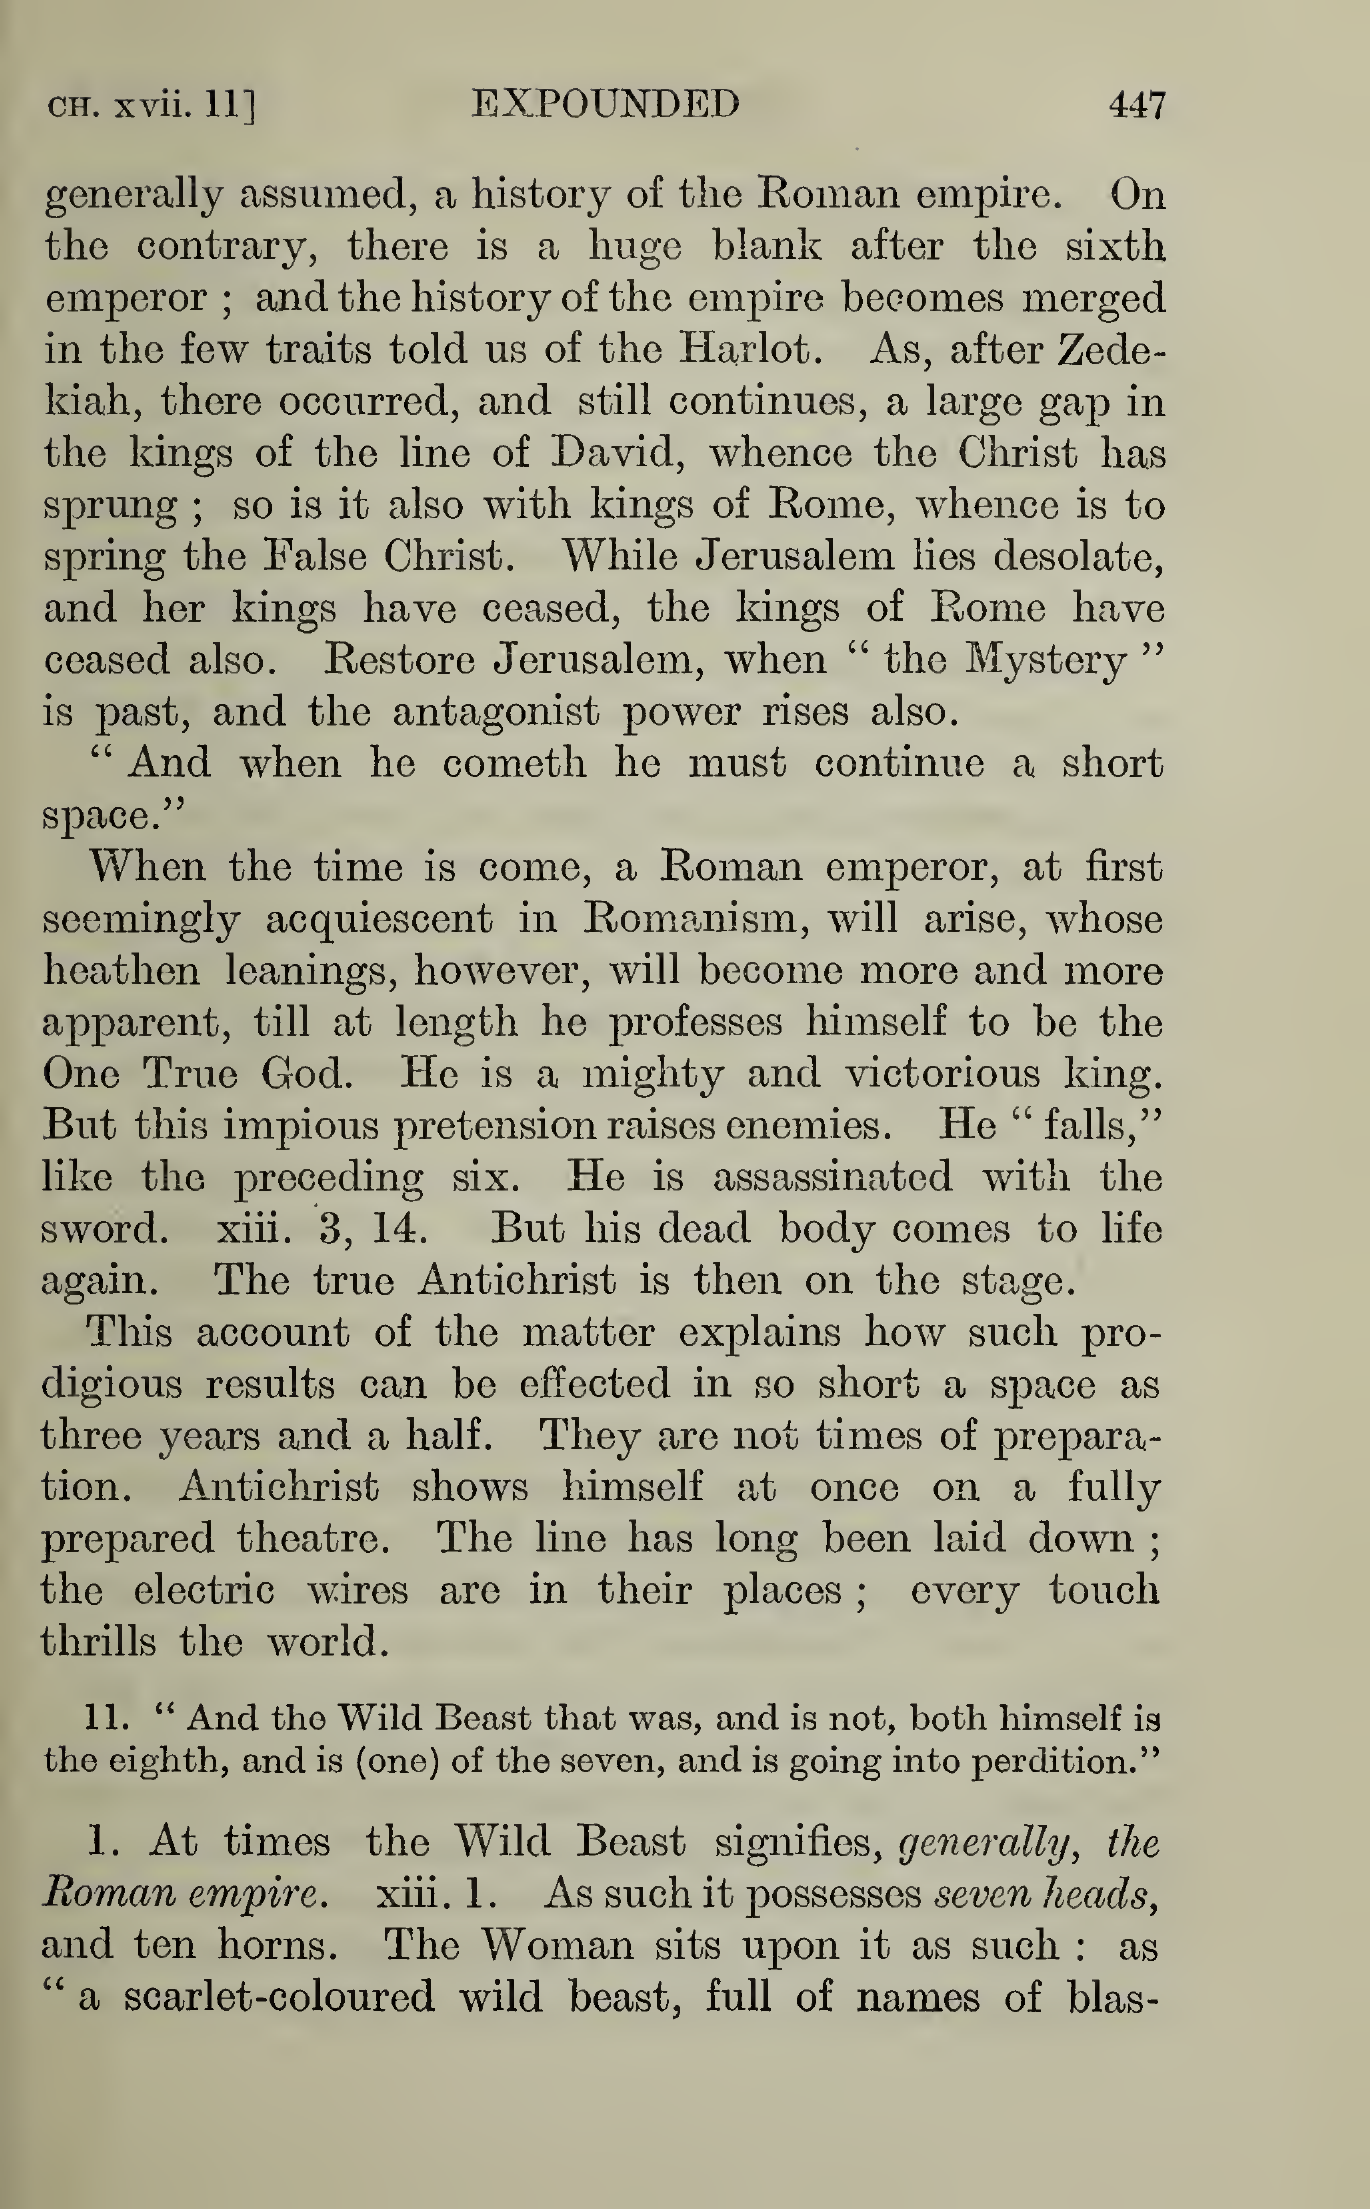 CH. xvii. 11] EXPOUNDED 447
generally assumed, a history of the Roman empire. On
the contrary, there is a huge blank after the sixth
emperor ; and the history of the empire becomes merged
in the few traits told us of the Harlot. As, after Zede-
kiah, there occurred, and still continues, a large gap in
the kings of the line of David, whence the Christ has
sprung ; so is it also with kings of Rome, whence is to
spring the False Christ. While Jerusalem lies desolate,
and her kings have ceased, the kings of Rome have
ceased also. Restore Jerusalem, when “ the Mystery ”
is past, and the antagonist power rises also.
“ And when he cometh he must continue a short
space.”
When the time is come, a Roman emperor, at first
seemingly acquiescent in Romanism, will arise, whose
heathen leanings, however, will become more and more
apparent, till at length he professes himself to be the
One True God. He is a mighty and victorious king.
But this impious pretension raises enemies. He “ falls,”
like the preceding six. He is assassinated with the
sword. xiii. 3, 14. But his dead body comes to life
again. The true Antichrist is then on the stage.
This account of the matter explains how such pro-
digious results can be effected in so short a space as
three years and a half. They are not times of prepara-
tion. Antichrist shows himself at once on a fully
prepared theatre. The line has long been laid down ;
the electric wires are in their places ; every touch
thrills the world.
11. “ And the Wild Beast that was, and is not, both himself is
the eighth, and is (one) of the seven, and is going into perdition.”
1. At times the Wild Beast signifies, generally, the
Roman empire. xiii. 1. As such it possesses seven heads,
and ten horns. The Woman sits upon it as such : as
“ a scarlet-coloured wild beast, full of names of blas-